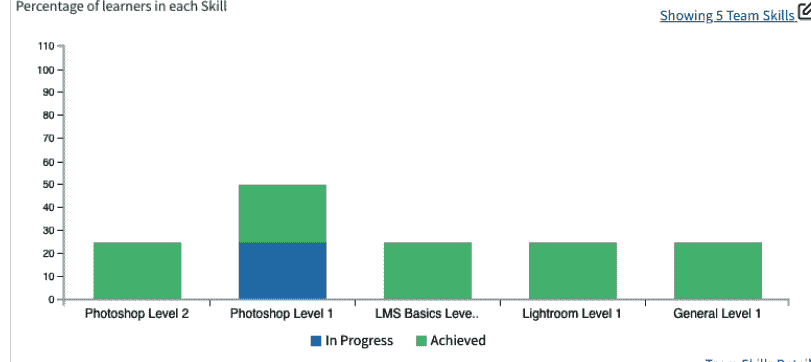 Percentage of learners in each Skill
Showing 5 Team Skills
110
100
90
80
70
60
50
40
30
20
10
0
Photoshop Level 2
Photoshop Level 1
LMS Basics Leve..
Lightroom Level 1
General Level 1
In Progress
Achieved